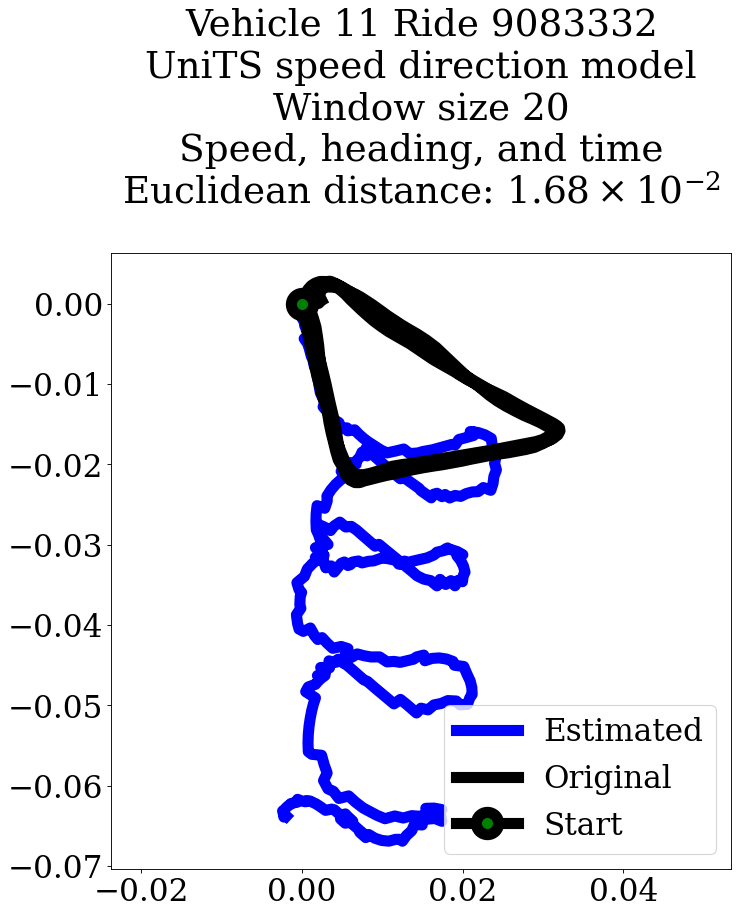 Vehicle 11 Ride 9083332
UniTS speed direction model
Window size 20
Speed, heading, and time
Euclidean distance: 1.68 × 10⁻²
0.00
−0.01
−0.02
−0.03
−0.04
−0.05
−0.06
−0.07
−0.02
0.00
0.02
0.04
Estimated
Original
Start